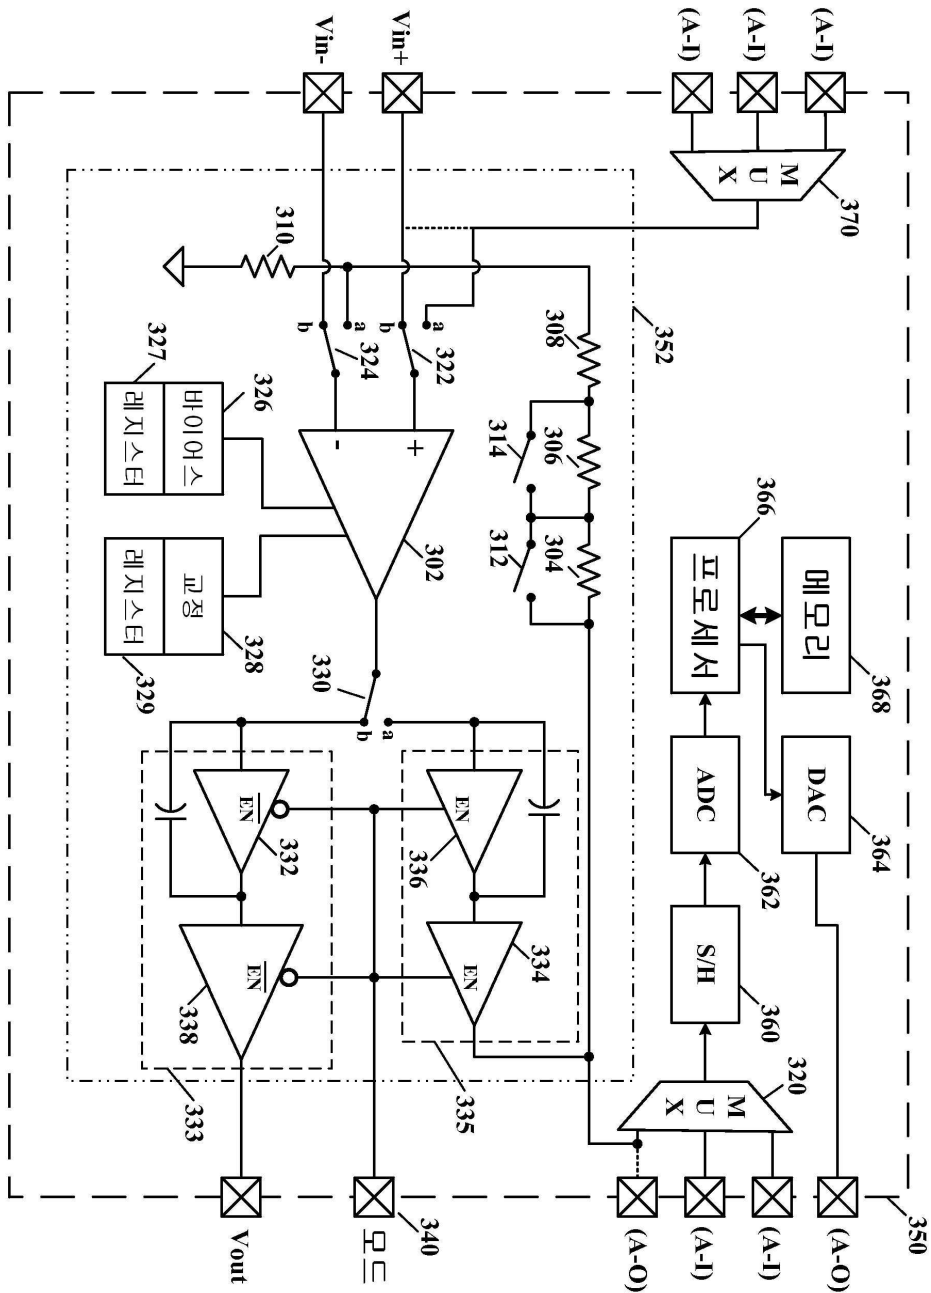 (A-I)
(A-I)
(A-I)
MUX
370
Vin+
Vin-
352
310
308
306
304
314
312
a
b
322
a
b
324
+
-
302
바이어스
326
레지스터
327
교정
328
레지스터
329
330
a
b
메모리
368
프로세서
366
DAC
364
ADC
362
S/H
360
MUX
320
EN
336
EN
334
335
EN
332
EN
338
333
350
(A-O)
(A-I)
(A-I)
(A-O)
340
모드
Vout